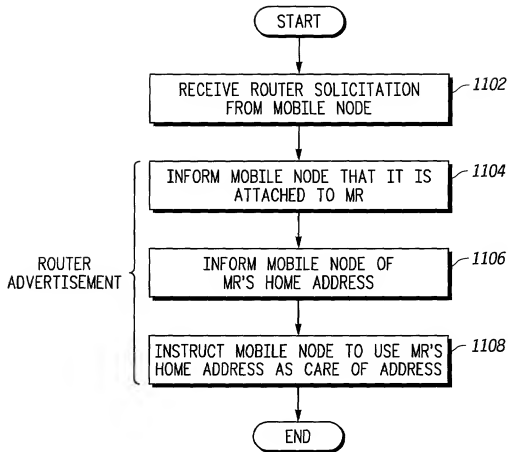 START
RECEIVE ROUTER SOLICITATION
FROM MOBILE NODE
1102
INFORM MOBILE NODE THAT IT IS
ATTACHED TO MR
1104
ROUTER
ADVERTISEMENT
INFORM MOBILE NODE OF
MR'S HOME ADDRESS
1106
INSTRUCT MOBILE NODE TO USE MR'S
HOME ADDRESS AS CARE OF ADDRESS
1108
END